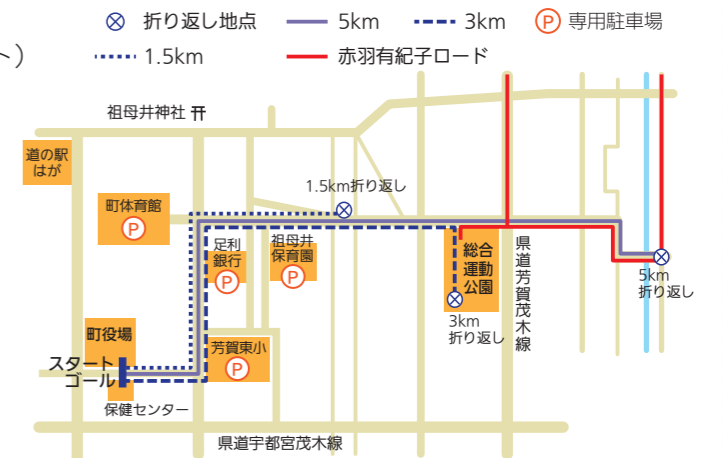 折り返し地点 5km 3km P 専用駐車場
ト）
1.5km 赤羽有紀子ロード
祖母井神社
道の駅
はが
1.5km折り返し
町体育館
P
足利
銀行
P
祖母井
保育園
P
総合
運動
公園
県道芳賀茂木線
5km
折り返し
3km
折り返し
町役場
芳賀東小
P
スタート
ゴール
保健センター
県道宇都宮茂木線